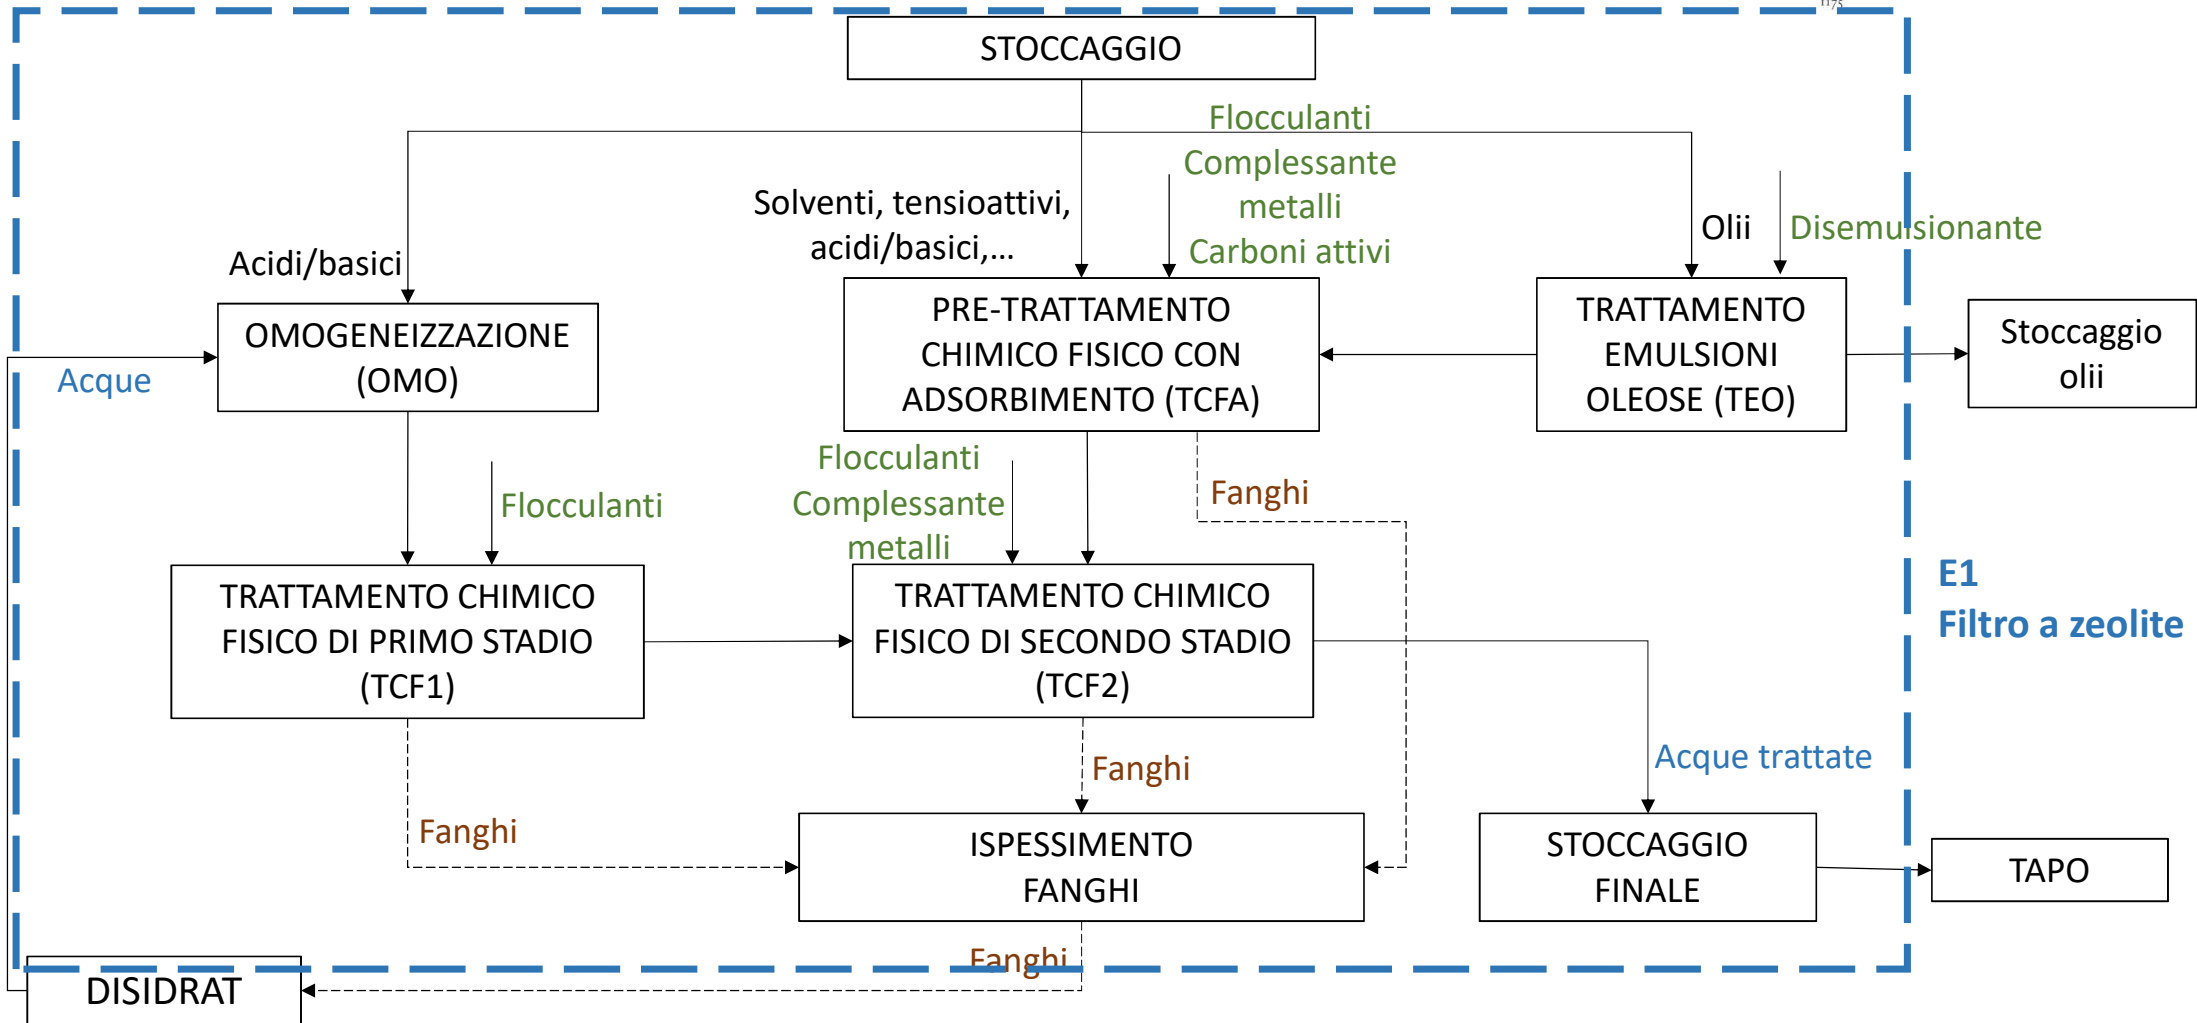 1175
STOCCAGGIO
Flocculanti
Complessante
metalli
Carboni attivi
Solventi, tensioattivi,
acidi/basici,...
Olii
Disemulsionante
Acidi/basici
OMOGENEIZZAZIONE
(OMO)
PRE-TRATTAMENTO
CHIMICO FISICO CON
ADSORBIMENTO (TCFA)
TRATTAMENTO
EMULSIONI
OLEOSE (TEO)
Stoccaggio
olii
Acque
Flocculanti
Flocculanti
Complessante
metalli
Fanghi
TRATTAMENTO CHIMICO
FISICO DI PRIMO STADIO
(TCF1)
TRATTAMENTO CHIMICO
FISICO DI SECONDO STADIO
(TCF2)
E1
Filtro a zeolite
Fanghi
Fanghi
Acque trattate
ISPESSIMENTO
FANGHI
STOCCAGGIO
FINALE
TAPO
Fanghi
DISIDRAT